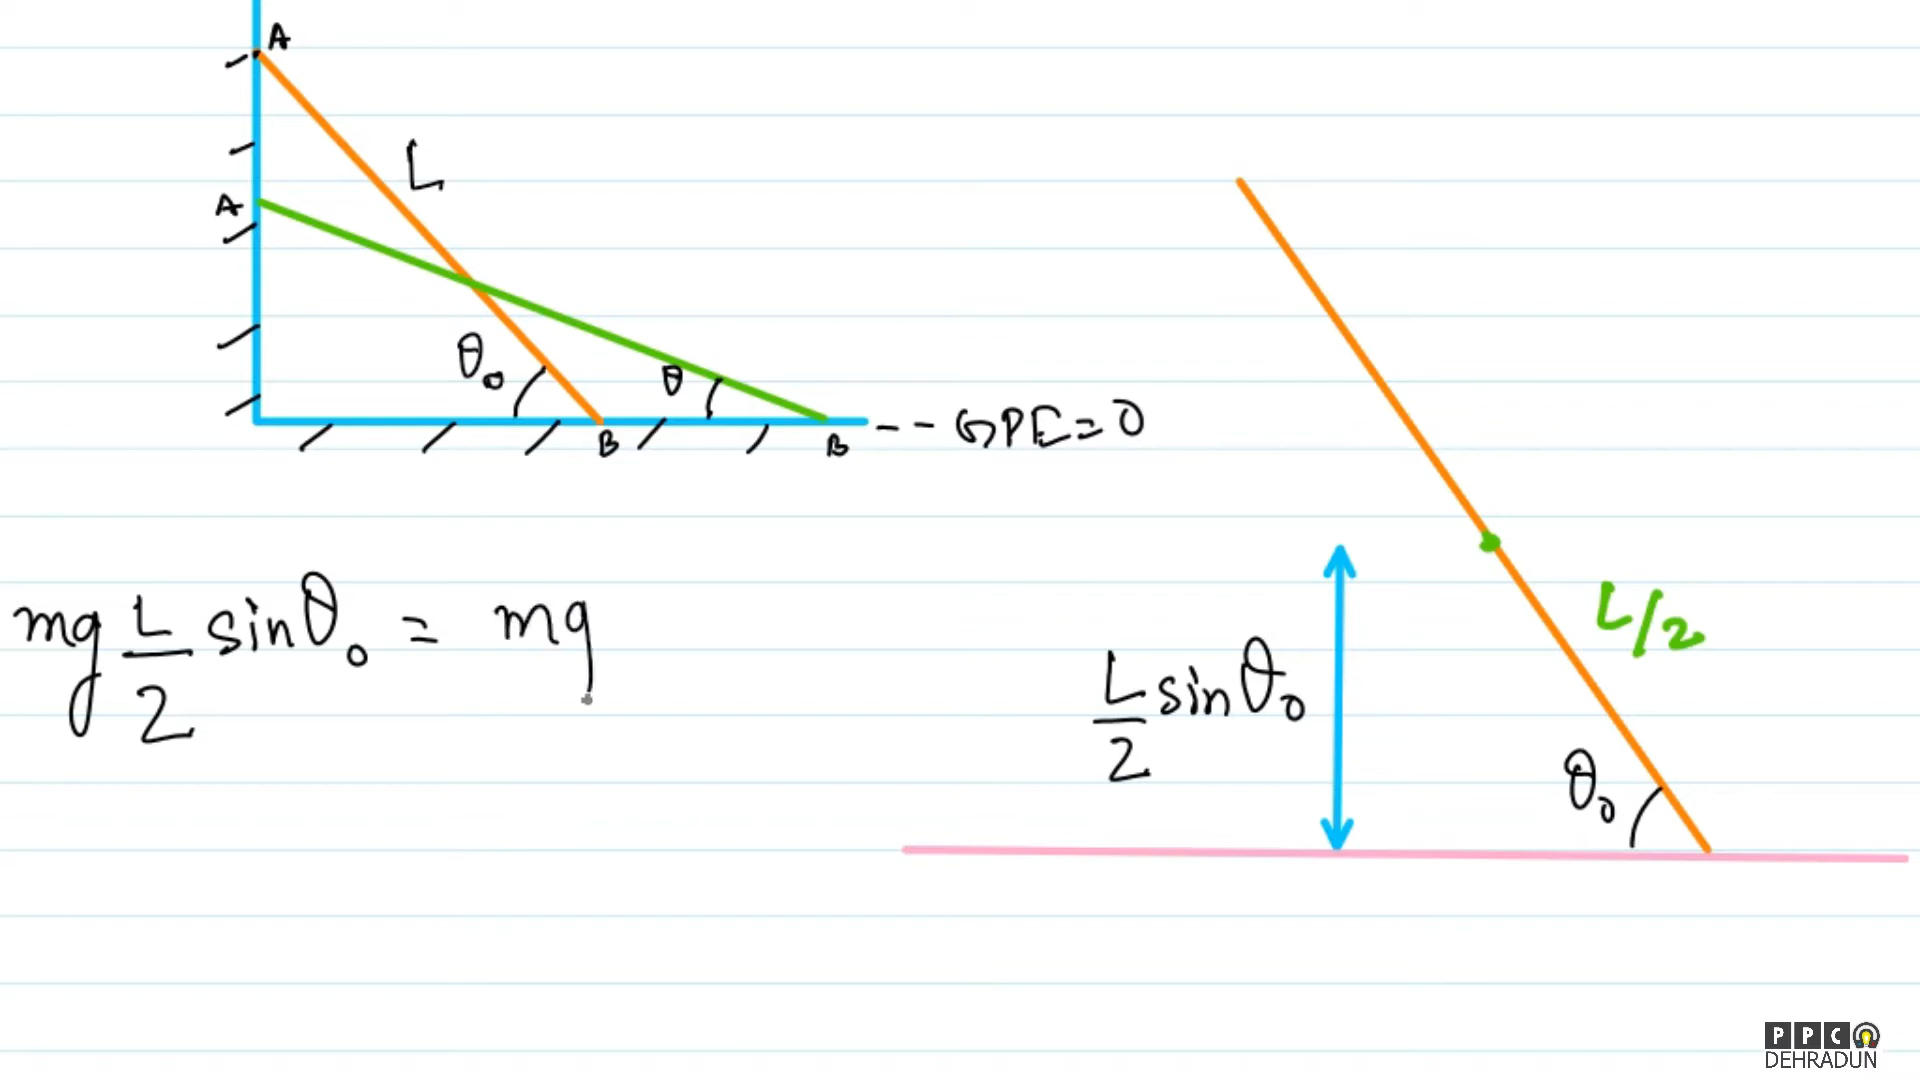 A
L
A
θ₀
θ
B
B
GPE=0
mg L/2 sinθ₀ = mg
L/2 sinθ₀
L/2
θ₀
PPC
DEHRADUN